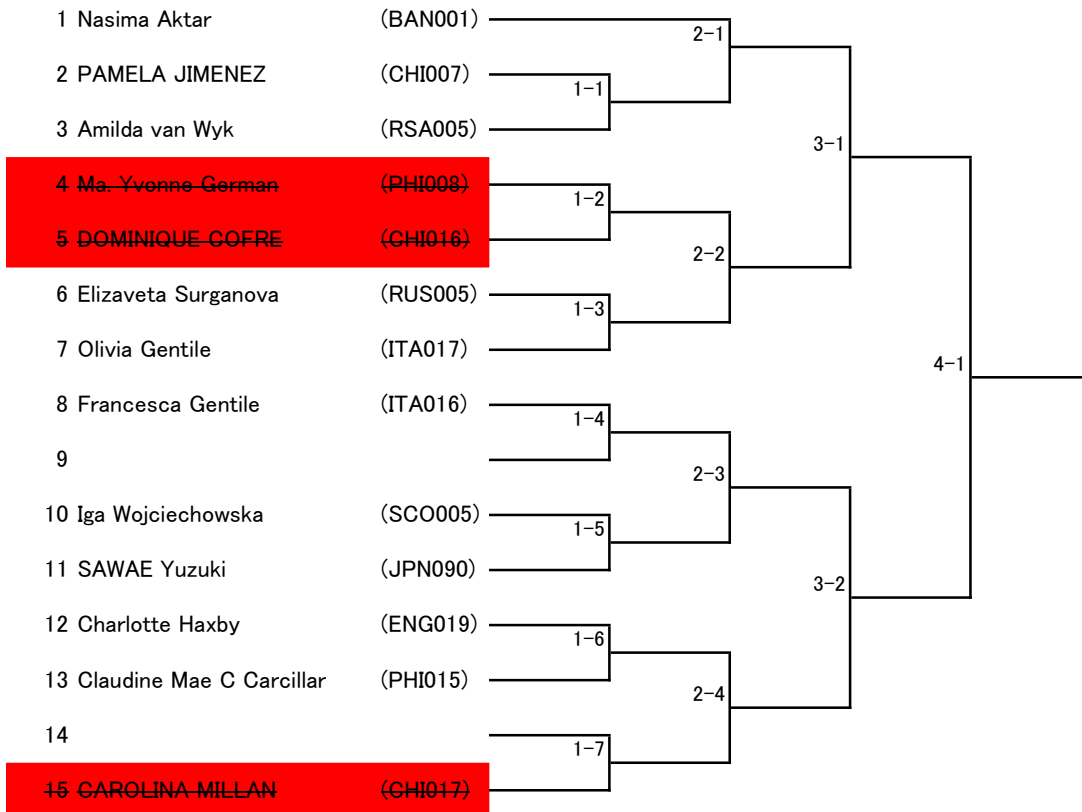 1 Nasima Aktar (BAN001)
2-1
2 PAMELA JIMENEZ (CHI007)
1-1
3 Amilda van Wyk (RSA005)
3-1
4 Ma. Yvonne Gorman (PHI008)
1-2
5 DOMINIQUE COFRE (CHI016)
2-2
6 Elizaveta Surganova (RUS005)
1-3
7 Olivia Gentile (ITA017)
4-1
8 Francesca Gentile (ITA016)
1-4
9
2-3
10 Iga Wojciechowska (SCO005)
1-5
11 SAWAE Yuzuki (JPN090)
3-2
12 Charlotte Haxby (ENG019)
1-6
13 Claudine Mae C Carcillar (PHI015)
2-4
14
1-7
15 CAROLINA MILLAN (CHI017)